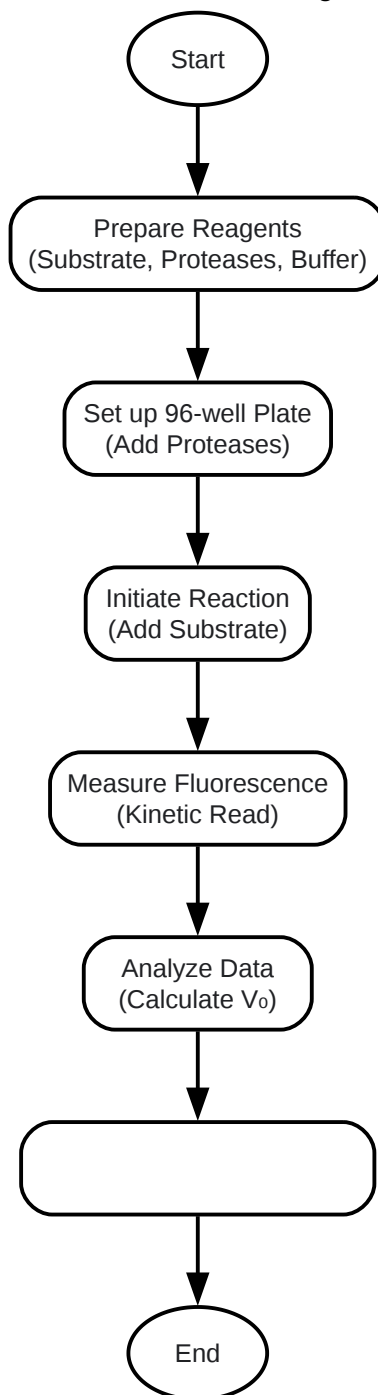 Start
Prepare Reagents
(Substrate, Proteases, Buffer)
Set up 96-well Plate
(Add Proteases)
Initiate Reaction
(Add Substrate)
Measure Fluorescence
(Kinetic Read)
Analyze Data
(Calculate V₀)
End